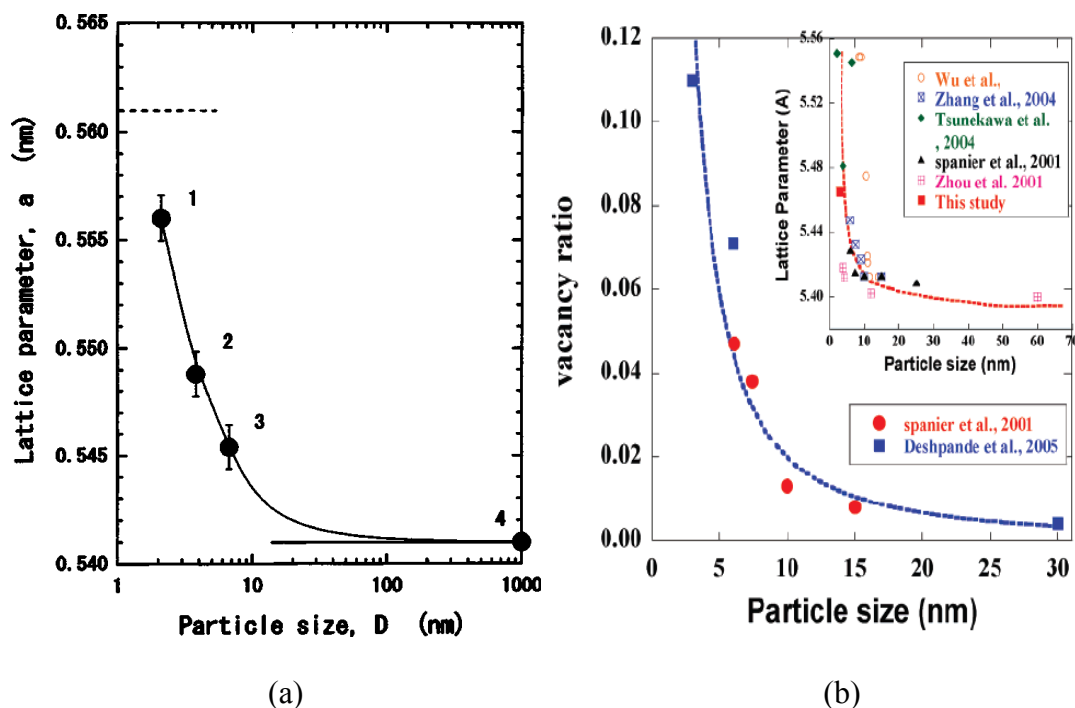 0.565
0.560
0.555
0.550
0.545
0.540
Lattice parameter, a (nm)
1
2
3
4
1 10 100 1000
Particle size, D (nm)
(a)
0.12
0.10
0.08
0.06
0.04
0.02
0.00
vacancy ratio
0 5 10 15 20 25 30
Particle size (nm)
spanier et al., 2001
Deshpande et al., 2005
5.56
5.52
5.48
5.44
5.40
Lattice Parameter (A)
0 10 20 30 40 50 60 70
Particle size (nm)
Wu et al.,
Zhang et al., 2004
Tsunekawa et al.
, 2004
spanier et al., 2001
Zhou et al. 2001
This study
(b)